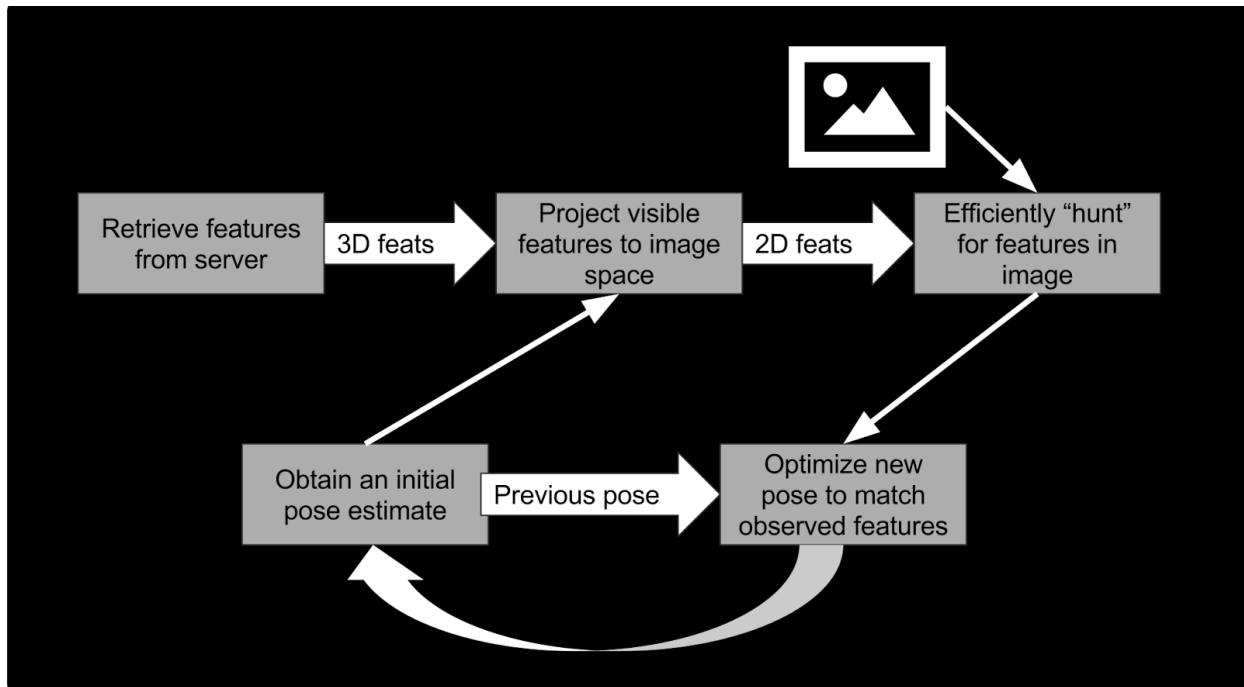 Retrieve features
from server
3D feats
Project visible
features to image
space
2D feats
Efficiently “hunt”
for features in
image
Obtain an initial
pose estimate
Previous pose
Optimize new
pose to match
observed features